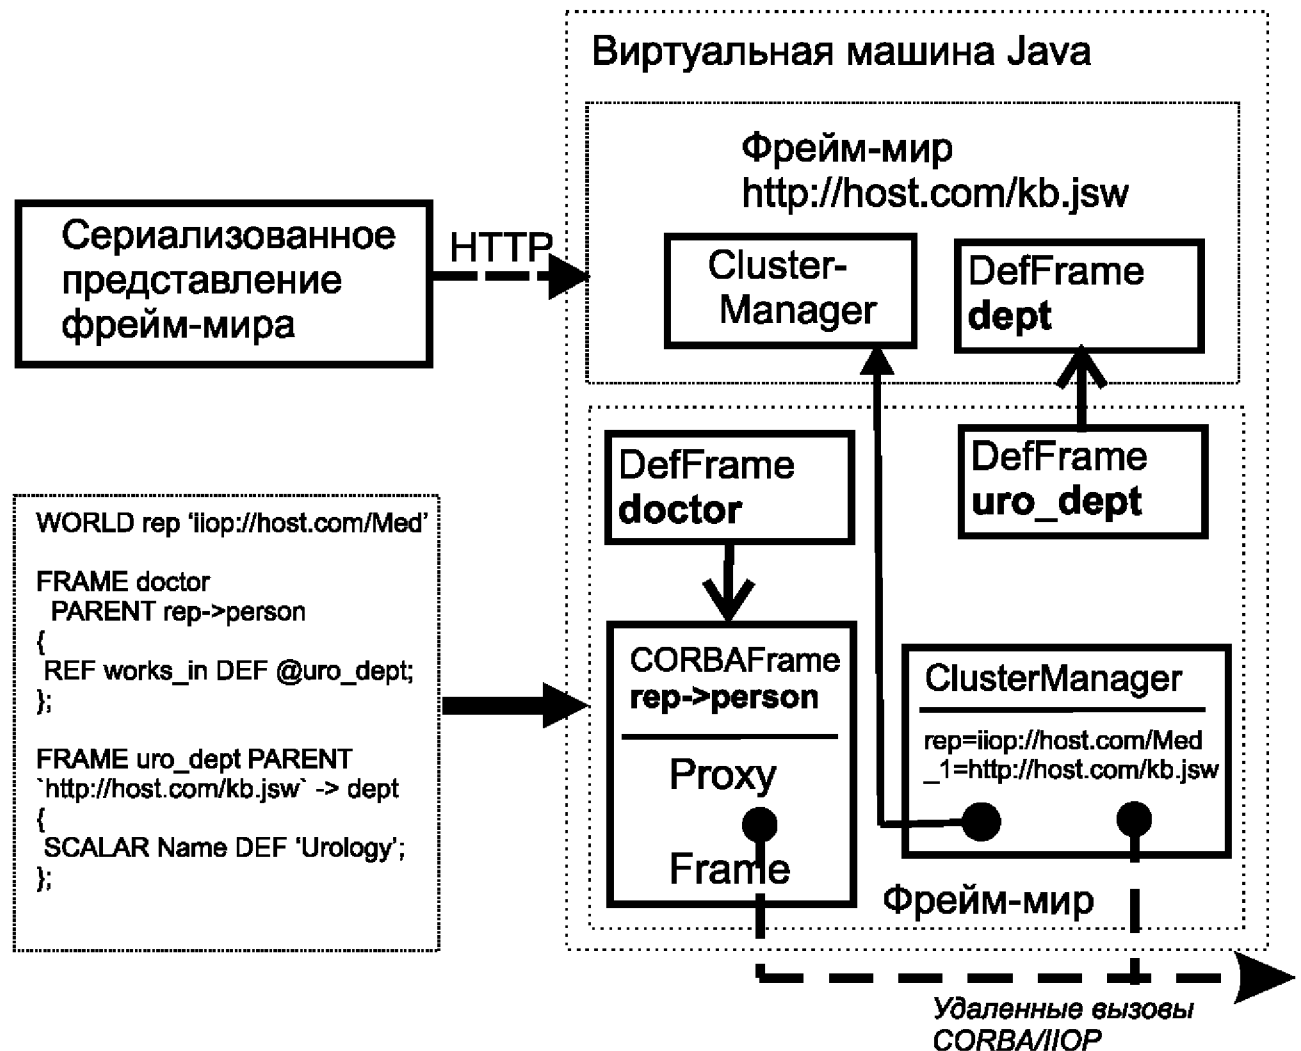 Виртуальная машина Java
Фрейм-мир
http://host.com/kb.jsw
Сериализованное
представление
фрейм-мира
HTTP
Cluster-
Manager
DefFrame
dept
DefFrame
doctor
DefFrame
uro_dept
WORLD rep ‘iiop://host.com/Med’
FRAME doctor
PARENT rep->person
{
REF works_in DEF @uro_dept;
};
FRAME uro_dept PARENT
`http://host.com/kb.jsw` -> dept
{
SCALAR Name DEF ‘Urology’;
};
CORBAFrame
rep->person
Proxy
Frame
ClusterManager
rep=iiop://host.com/Med
_1=http://host.com/kb.jsw
Фрейм-мир
Удаленные вызовы
CORBA/IIOP